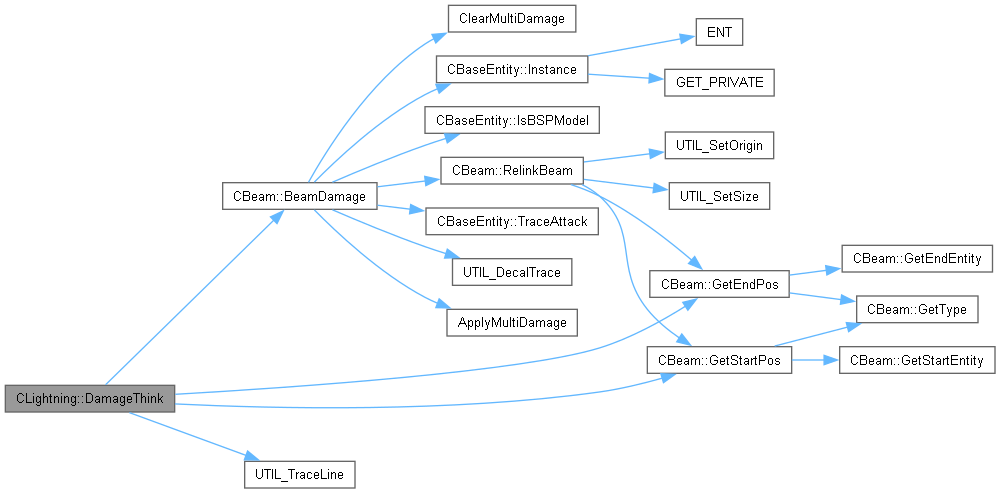 ClearMultiDamage
ENT
CBaseEntity::Instance
GET_PRIVATE
CBaseEntity::IsBSPModel
UTIL_SetOrigin
CBeam::RelinkBeam
CBeam::BeamDamage
UTIL_SetSize
CBaseEntity::TraceAttack
CBeam::GetEndEntity
UTIL_DecalTrace
CBeam::GetEndPos
CBeam::GetType
ApplyMultiDamage
CBeam::GetStartPos
CBeam::GetStartEntity
CLightning::DamageThink
UTIL_TraceLine